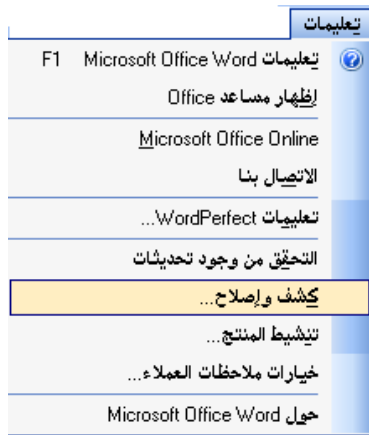 تعليمات
تعليمات Microsoft Office Word F1
إظهار مساعد Office
Microsoft Office Online
الاتصال بنا
تعليمات WordPerfect...
التحقق من وجود تحديثات
كشف وإصلاح...
تنشيط المنتج...
خيارات ملاحظات العملاء...
حول Microsoft Office Word